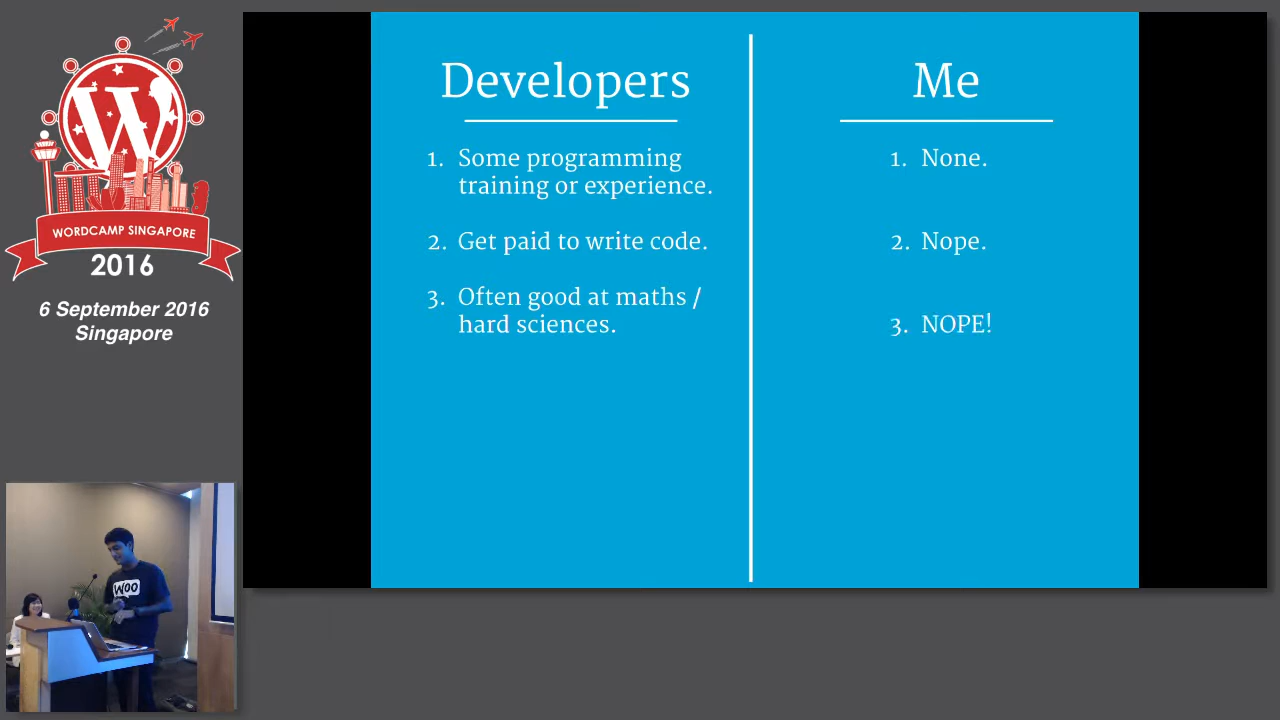 W
WORDCAMP SINGAPORE
2016
6 September 2016
Singapore
Developers
1. Some programming
training or experience.
2. Get paid to write code.
3. Often good at maths /
hard sciences.
Me
1. None.
2. Nope.
3. NOPE!
WOO